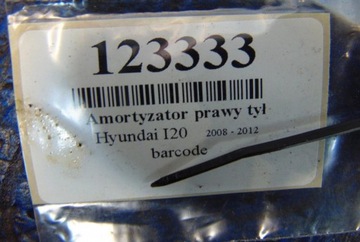 123333
Amortyzator prawy tył
Hyundai I20 2008 - 2012
barcode